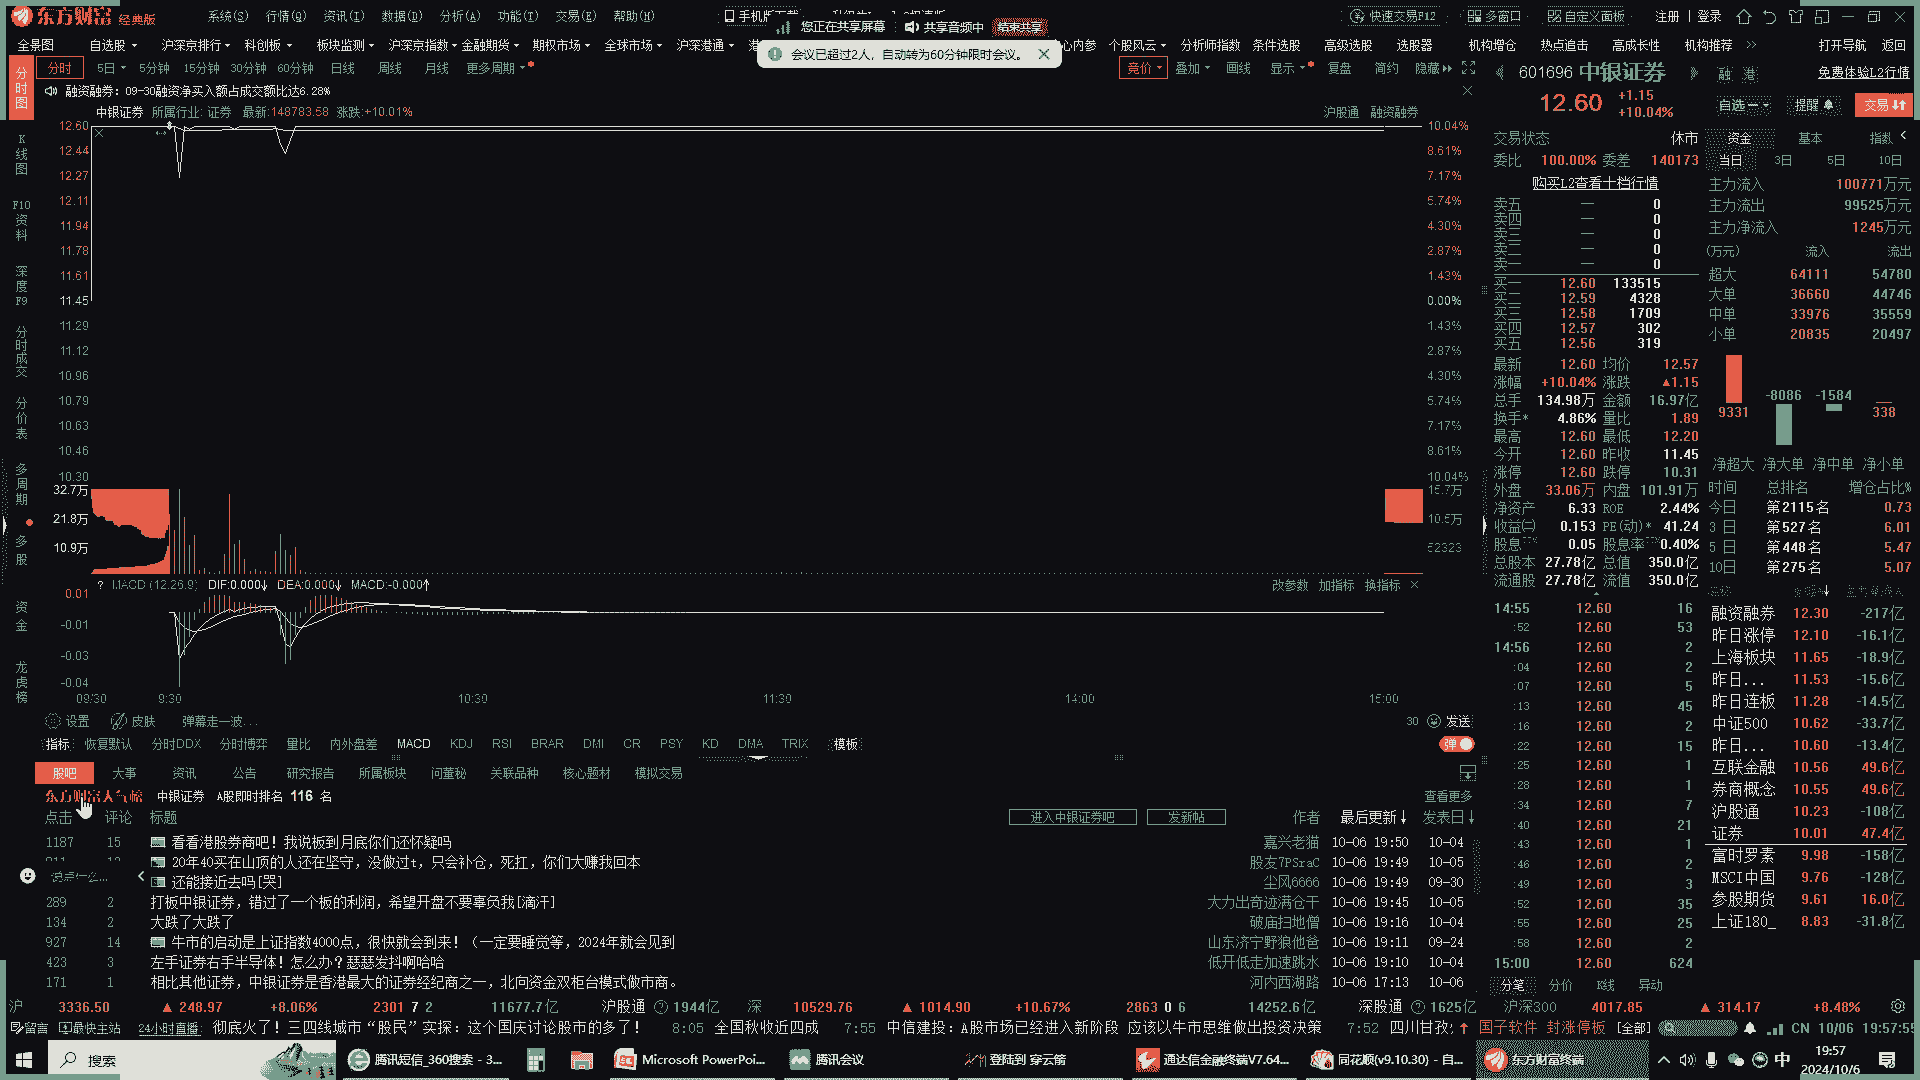 东方财富 经典版 系统(S) 行情(Q) 资讯(I) 数据(D) 分析(A) 功能(T) 交易(E) 帮助(H) 您正在共享屏幕 共享音频中 结束共享 快速交易F12 多窗口 自定义面板 注册 登录
全景图 自选股 沪深京排行 科创板 板块监测 沪深京指数 金融期货 期权市场 全球市场 沪深港通 心内参 个股风云 分析师指数 条件选股 高级选股 选股器 机构增仓 热点追击 高成长性 机构推荐 打开导航 返回
会议已超过2人，自动转为60分钟限时会议。
分时 5日 5分钟 15分钟 30分钟 60分钟 日线 周线 月线 更多周期 竞价 叠加 画线 显示 复盘 简约 隐藏
601696 中银证券 融 港 免费体验L2行情
融资融券：09-30融资净买入额占成交额比达6.28%
12.60 +1.15 +10.04% 自选 提醒 交易
中银证券 所属行业：证券 最新:148783.58 涨跌:+10.01% 沪股通 融资融券
分时图
K线图
F10资料
深度F9
分时成交
分价表
多周期
多股
资金
龙虎榜
12.60 10.04%
12.44 8.61%
12.27 7.17%
12.11 5.74%
11.94 4.30%
11.78 2.87%
11.61 1.43%
11.45 0.00%
11.29 1.43%
11.12 2.87%
10.96 4.30%
10.79 5.74%
10.63 7.17%
10.46 8.61%
10.30 10.04%
32.7万 15.7万
21.8万 10.5万
10.9万 52323
? MACD(12,26,9) DIF:0.000↓ DEA:0.000↓ MACD:-0.000↑ 改参数 加指标 换指标
0.01
-0.01
-0.03
-0.04
09:30 9:30 10:30 11:30 14:00 15:00
设置 皮肤 弹幕走一波... 30 发送
指标 恢复默认 分时DDX 分时博弈 量比 内外盘差 MACD KDJ RSI BRAR DMI CR PSY KD DMA TRIX 模板 弹
股吧 大事 资讯 公告 研究报告 所属板块 问董秘 关联品种 核心题材 模拟交易
东方财富人气榜 中银证券 A股即时排名 116 名 查看更多
点击 评论 标题 进入中银证券吧 发新帖 作者 最后更新↓ 发表日↓
1187 15 看看港股券商吧！我说板到月底你们还怀疑吗 嘉兴老猫 10-06 19:50 10-04
20年40买在山顶的人还在坚守，没做过t，只会补仓，死扛，你们大赚我回本 股友7PSraC 10-06 19:49 10-05
还能接近去吗[哭] 尘风6666 10-06 19:49 09-30
289 2 打板中银证券，错过了一个板的利润，希望开盘不要辜负我[滴汗] 大力出奇迹满仓干 10-06 19:45 10-05
134 2 大跌了大跌了 破庙扫地僧 10-06 19:16 10-04
927 14 牛市的启动是上证指数4000点，很快就会到来！（一定要睡觉等，2024年就会见到 山东济宁野狼他爸 10-06 19:11 09-24
423 3 左手证券右手半导体！怎么办？瑟瑟发抖啊哈哈 低开低走加速跳水 10-06 19:10 10-04
171 1 相比其他证券，中银证券是香港最大的证券经纪商之一，北向资金双柜台模式做市商。 河内西湖路 10-06 17:13 10-06
交易状态 休市
委比 100.00% 委差 140173
购买L2查看十档行情
卖五 — 0
卖四 — 0
卖三 — 0
卖二 — 0
卖一 — 0
买一 12.60 133515
买二 12.59 4328
买三 12.58 1709
买四 12.57 302
买五 12.56 319
最新 12.60 均价 12.57
涨幅 +10.04% 涨跌 ▲1.15
总手 134.98万 金额 16.97亿
换手* 4.86% 量比 1.89
最高 12.60 最低 12.20
今开 12.60 昨收 11.45
涨停 12.60 跌停 10.31
外盘 33.06万 内盘 101.91万
净资产 6.33 ROE 2.44%
收益(二) 0.153 PE(动)* 41.24
股息 0.05 股息率 0.40%
总股本 27.78亿 总值 350.0亿
流通股 27.78亿 流值 350.0亿
14:55 12.60 16
:52 12.60 53
14:56 12.60 2
:04 12.60 2
:07 12.60 5
:13 12.60 45
:16 12.60 2
:22 12.60 15
:25 12.60 1
:28 12.60 1
:34 12.60 7
:40 12.60 21
:43 12.60 1
:46 12.60 2
:49 12.60 3
:52 12.60 35
:55 12.60 25
:58 12.60 2
15:00 12.60 624
分笔 分价 K线 异动
资金 基本 指数
当日 3日 5日 10日
主力流入 100771万元
主力流出 99525万元
主力净流入 1245万元
(万元) 流入 流出
超大 64111 54780
大单 36660 44746
中单 33976 35559
小单 20835 20497
9331 -8086 -1584 338
净超大 净大单 净中单 净小单
时间 总排名 增仓占比%
今日 第2115名 0.73
3 日 第527名 6.01
5 日 第448名 5.47
10日 第275名 5.07
融资融券 12.30 -217亿
昨日涨停 12.10 -16.1亿
上海板块 11.65 -18.9亿
昨日... 11.53 -15.6亿
昨日连板 11.28 -14.5亿
中证500 10.62 -33.7亿
昨日... 10.60 -13.4亿
互联金融 10.56 49.6亿
券商概念 10.55 49.6亿
沪股通 10.23 -108亿
证券 10.01 47.4亿
富时罗素 9.98 -158亿
MSCI中国 9.76 -128亿
参股期货 9.61 16.0亿
上证180_ 8.83 -31.8亿
沪 3336.50 ▲ 248.97 +8.06% 2301 7 2 11677.7亿 沪股通 1944亿 深 10529.76 ▲ 1014.90 +10.67% 2863 0 6 14252.6亿 深股通 1625亿 沪深300 4017.85 ▲ 314.17 +8.48%
留言 最快主站 24小时直播: 彻底火了！三四线城市“股民”实探：这个国庆讨论股市的多了！ 8:05 全国秋收近四成 7:55 中信建投：A股市场已经进入新阶段 应该以牛市思维做出投资决策 7:52 四川甘孜 国子软件 封涨停板 [全部] CN 10/06 19:57:55
搜索 腾讯短信_360搜索 - 3... Microsoft PowerPoi... 腾讯会议 登陆到 穿云箭 通达信金融终端V7.64... 同花顺(v9.10.30) - 自... 东方财富终端 中 19:57
2024/10/6